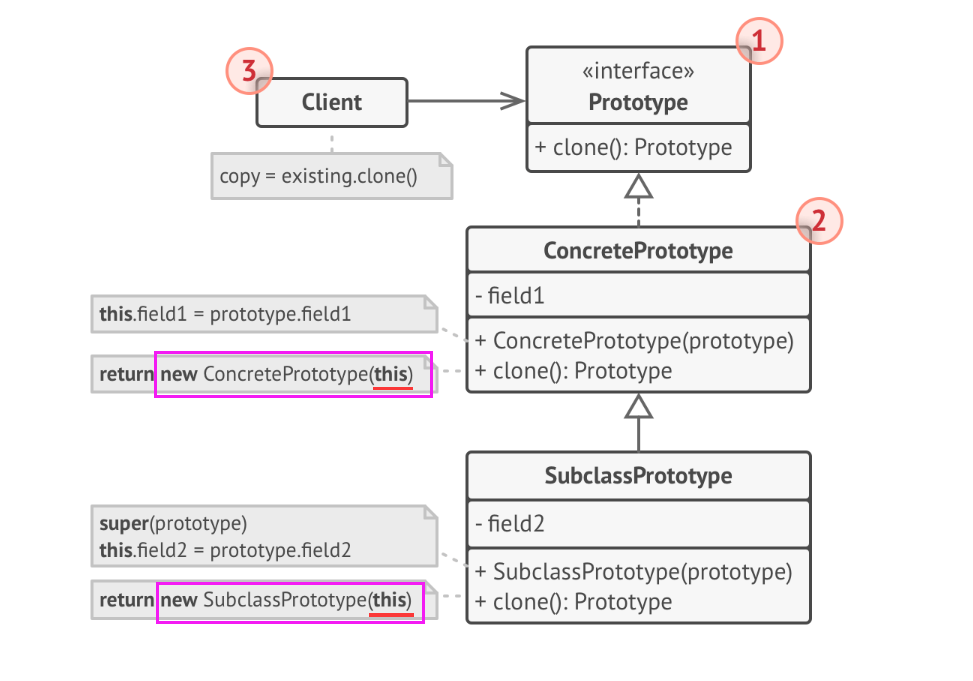 1
«interface»
Prototype
+ clone(): Prototype
3
Client
copy = existing.clone()
2
ConcretePrototype
- field1
+ ConcretePrototype(prototype)
+ clone(): Prototype
this.field1 = prototype.field1
return new ConcretePrototype(this)
SubclassPrototype
- field2
+ SubclassPrototype(prototype)
+ clone(): Prototype
super(prototype)
this.field2 = prototype.field2
return new SubclassPrototype(this)